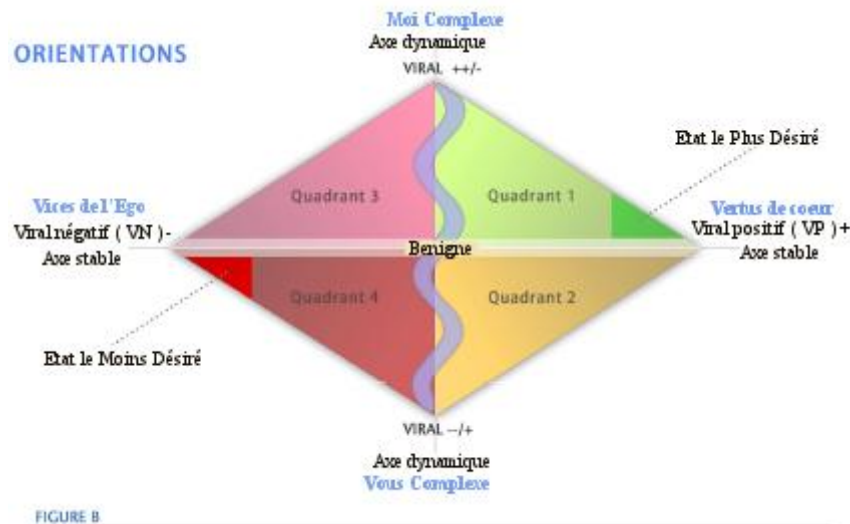 Moi Complexe
Axe dynamique
ORIENTATIONS
VIRAL ++/-
Etat le Plus Désiré
Quadrant 3
Quadrant 1
Vices de l'Ego
Vertus de coeur
Viral négatif ( VN ) -
Viral positif ( VP ) +
Benigne
Axe stable
Axe stable
Quadrant 4
Quadrant 2
Etat le Moins Désiré
VIRAL --/+
Axe dynamique
Vous Complexe
FIGURE B